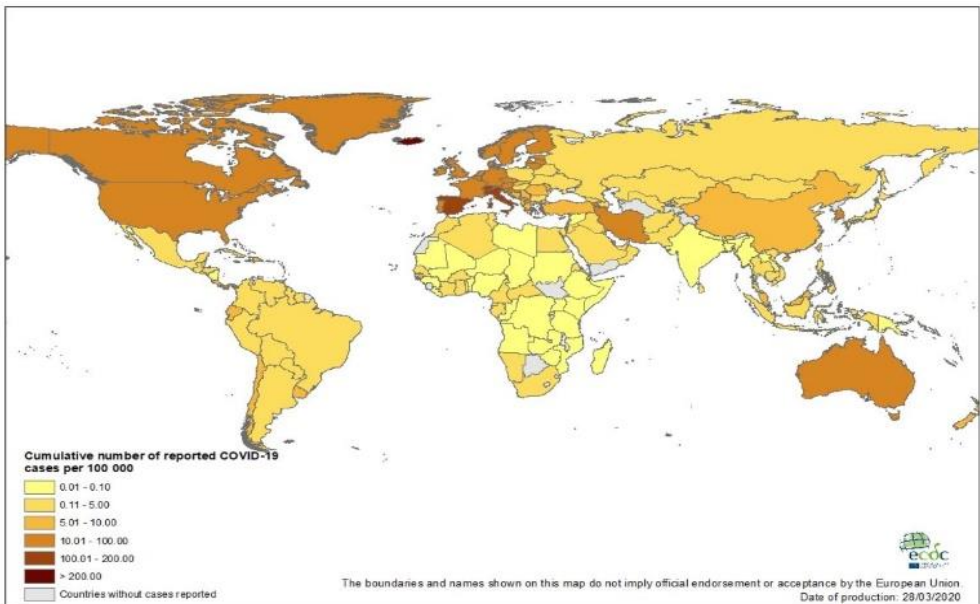 Cumulative number of reported COVID-19
cases per 100 000
0.01 - 0.10
0.11 - 5.00
5.01 - 10.00
10.01 - 100.00
100.01 - 200.00
> 200.00
Countries without cases reported
ecdc
The boundaries and names shown on this map do not imply official endorsement or acceptance by the European Union.
Date of production: 28/03/2020